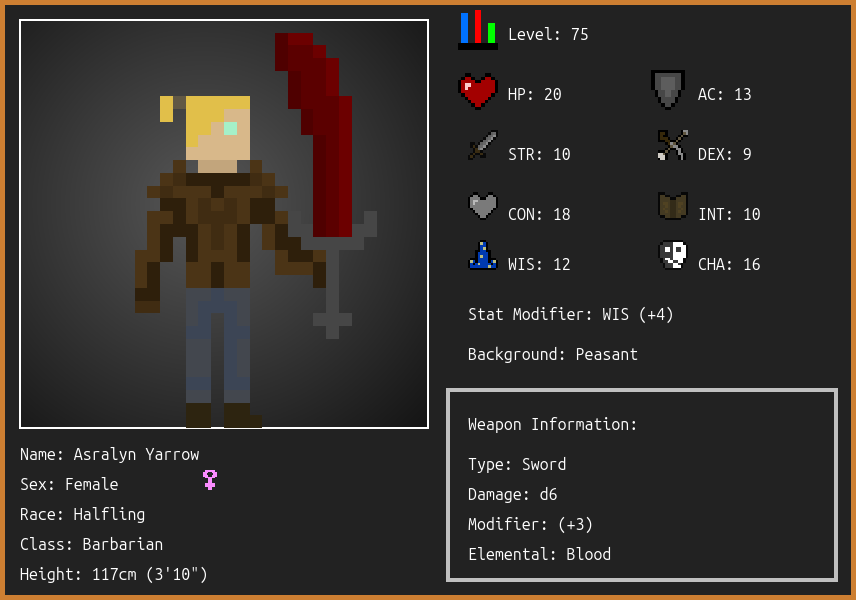 Level: 75
HP: 20
AC: 13
STR: 10
DEX: 9
CON: 18
INT: 10
WIS: 12
CHA: 16
Stat Modifier: WIS (+4)
Background: Peasant
Weapon Information:
Type: Sword
Damage: d6
Modifier: (+3)
Elemental: Blood
Name: Asralyn Yarrow
Sex: Female
Race: Halfling
Class: Barbarian
Height: 117cm (3'10")